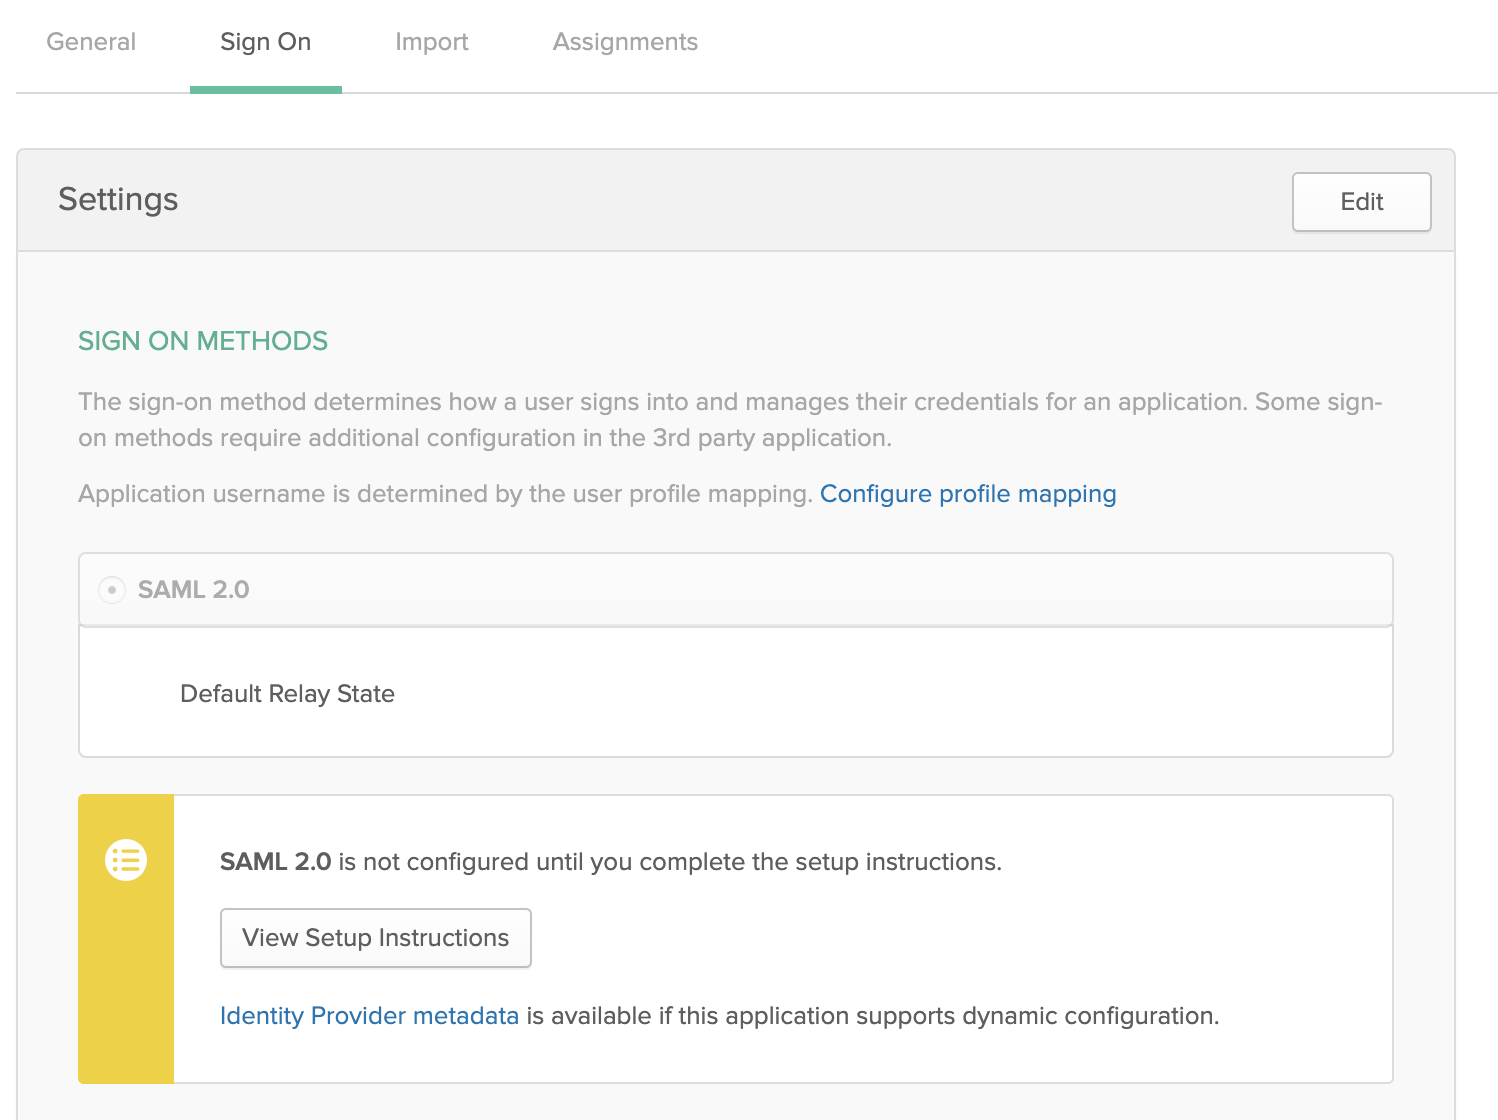 General
Sign On
Import
Assignments
Settings
Edit
SIGN ON METHODS
The sign-on method determines how a user signs into and manages their credentials for an application. Some sign-
on methods require additional configuration in the 3rd party application.
Application username is determined by the user profile mapping. Configure profile mapping
SAML 2.0
Default Relay State
SAML 2.0 is not configured until you complete the setup instructions.
View Setup Instructions
Identity Provider metadata is available if this application supports dynamic configuration.